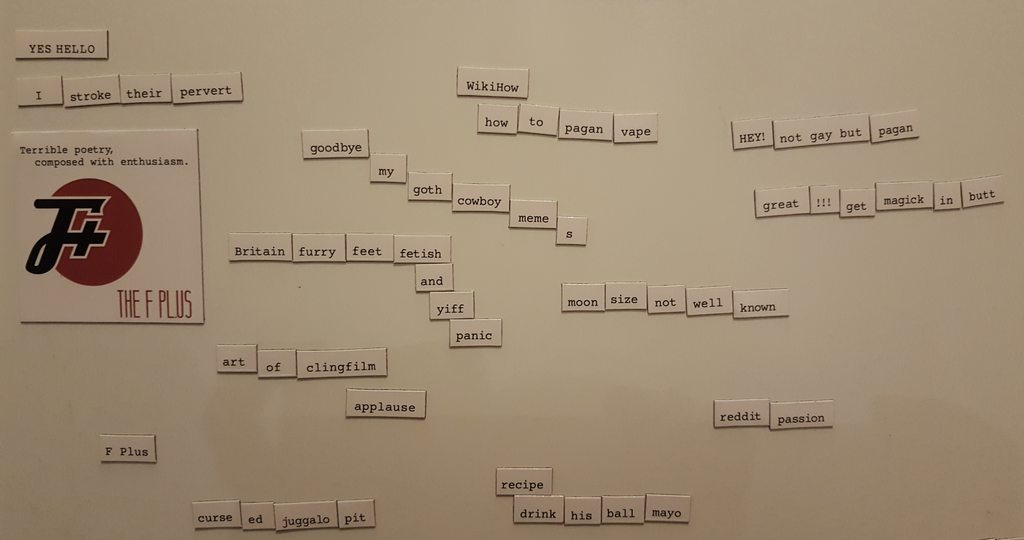 YES HELLO
I stroke their pervert
Terrible poetry,
composed with enthusiasm.
F+
THE F PLUS
WikiHow
how to pagan vape
goodbye
my
goth
cowboy
meme
s
HEY! not gay but pagan
great !!! get magick in butt
Britain furry feet fetish
and
yiff
panic
moon size not well known
art of clingfilm
applause
reddit passion
F Plus
recipe
drink his ball mayo
curse ed juggalo pit